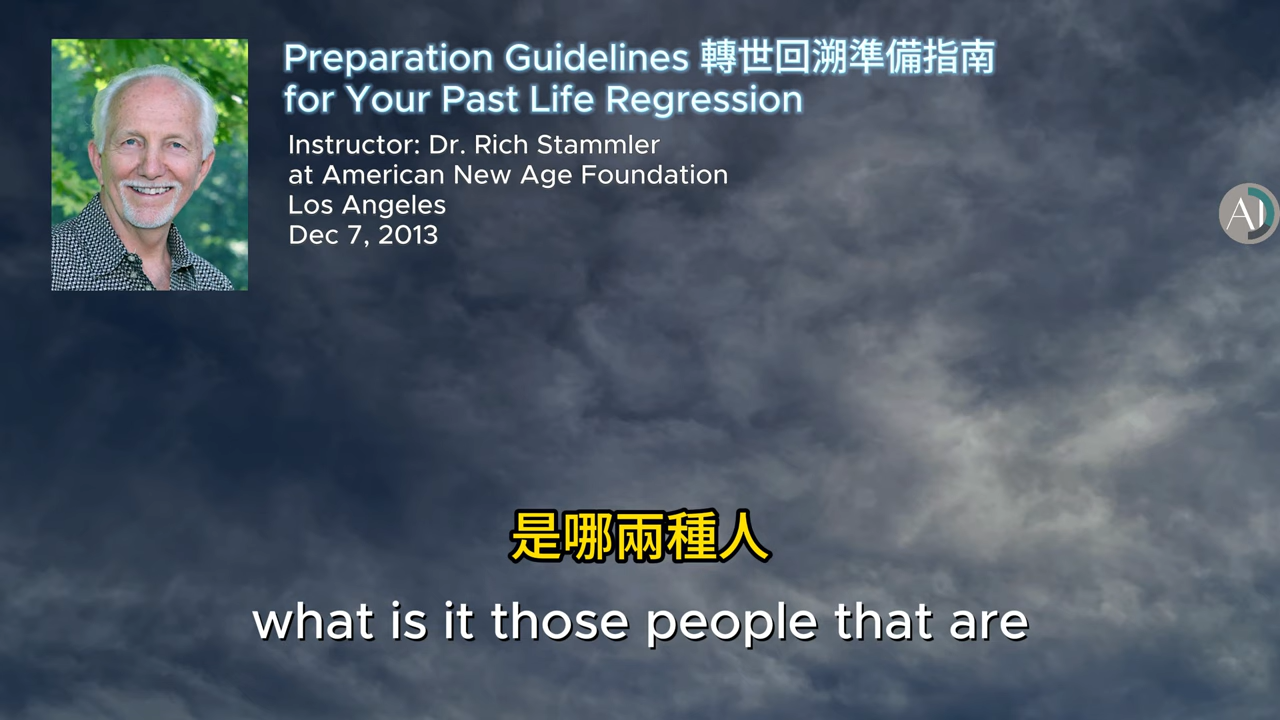 Preparation Guidelines 轉世回溯準備指南
for Your Past Life Regression
Instructor: Dr. Rich Stammler
at American New Age Foundation
Los Angeles
Dec 7, 2013
是哪兩種人
what is it those people that are